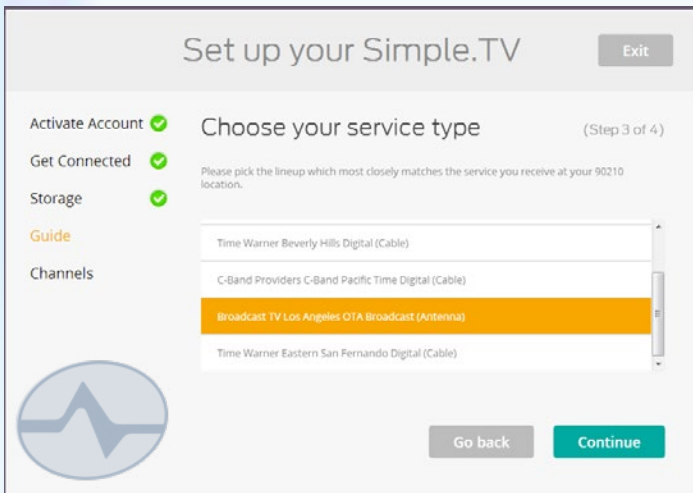 Set up your Simple.TV
Exit
Activate Account
Get Connected
Storage
Guide
Channels
Choose your service type
(Step 3 of 4)
Please pick the lineup which most closely matches the service you receive at your 90210
location.
Time Warner Beverly Hills Digital (Cable)
C-Band Providers C-Band Pacific Time Digital (Cable)
Broadcast TV Los Angeles OTA Broadcast (Antenna)
Time Warner Eastern San Fernando Digital (Cable)
Go back
Continue